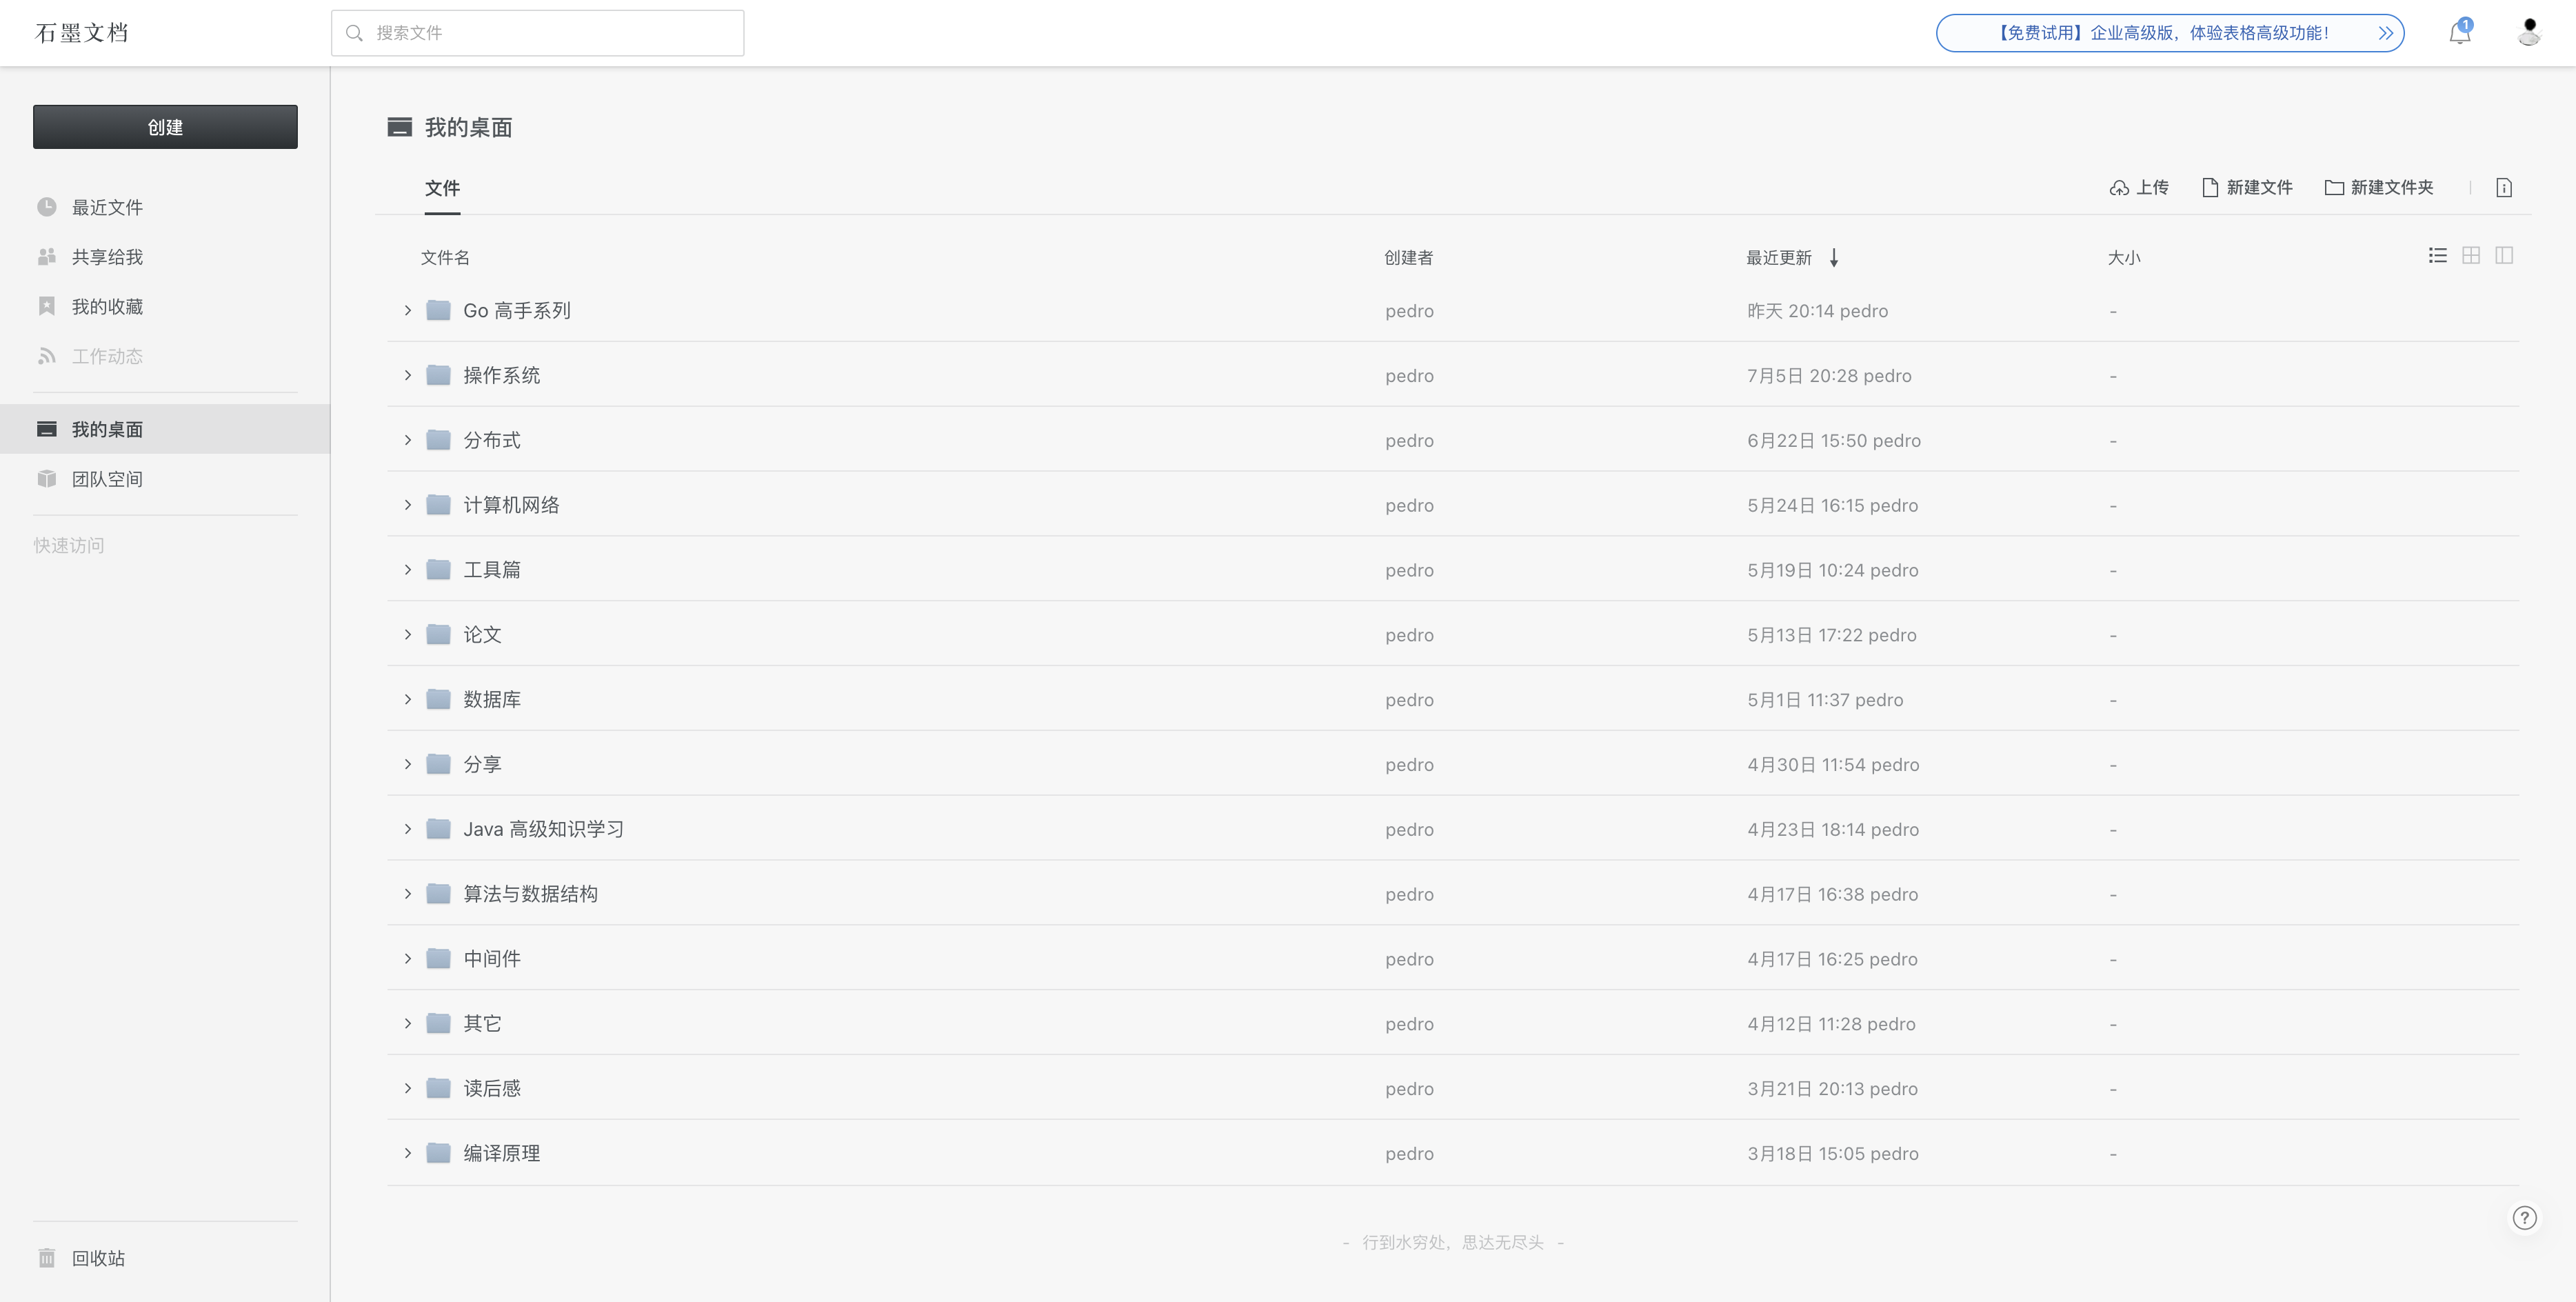 石墨文档
搜索文件
【免费试用】企业高级版，体验表格高级功能！
1
创建
最近文件
共享给我
我的收藏
工作动态
我的桌面
团队空间
快速访问
回收站
我的桌面
文件
上传 新建文件 新建文件夹
文件名 创建者 最近更新 大小
Go 高手系列 pedro 昨天 20:14 pedro -
操作系统 pedro 7月5日 20:28 pedro -
分布式 pedro 6月22日 15:50 pedro -
计算机网络 pedro 5月24日 16:15 pedro -
工具篇 pedro 5月19日 10:24 pedro -
论文 pedro 5月13日 17:22 pedro -
数据库 pedro 5月1日 11:37 pedro -
分享 pedro 4月30日 11:54 pedro -
Java 高级知识学习 pedro 4月23日 18:14 pedro -
算法与数据结构 pedro 4月17日 16:38 pedro -
中间件 pedro 4月17日 16:25 pedro -
其它 pedro 4月12日 11:28 pedro -
读后感 pedro 3月21日 20:13 pedro -
编译原理 pedro 3月18日 15:05 pedro -
- 行到水穷处，思达无尽头 -
?